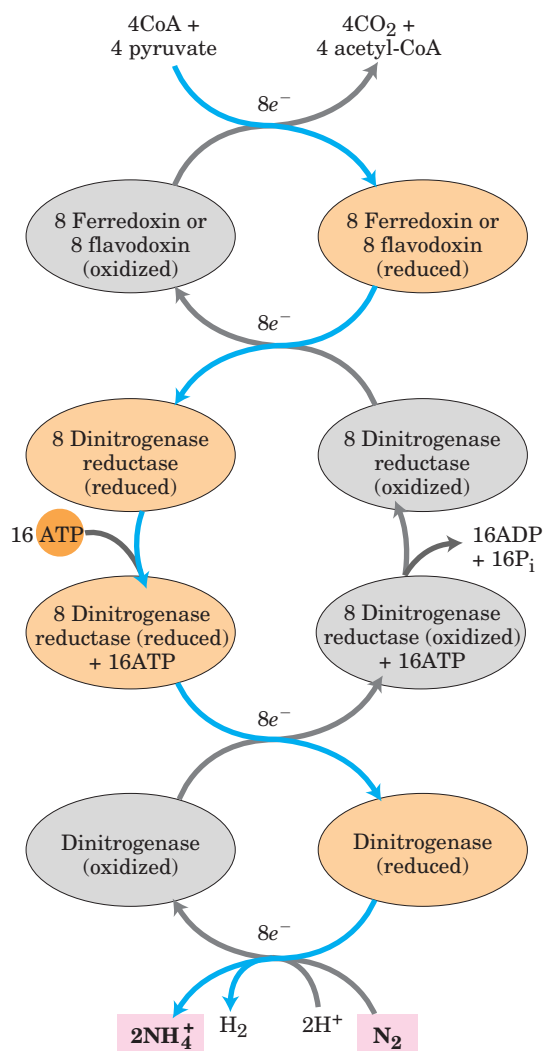 4CoA +
4 pyruvate
4CO₂ +
4 acetyl-CoA
8e⁻
8 Ferredoxin or
8 flavodoxin
(oxidized)
8 Ferredoxin or
8 flavodoxin
(reduced)
8e⁻
8 Dinitrogenase
reductase
(reduced)
8 Dinitrogenase
reductase
(oxidized)
16 ATP
16ADP
+ 16Pᵢ
8 Dinitrogenase
reductase (reduced)
+ 16ATP
8 Dinitrogenase
reductase (oxidized)
+ 16ATP
8e⁻
Dinitrogenase
(oxidized)
Dinitrogenase
(reduced)
8e⁻
2NH₄⁺
H₂
2H⁺
N₂